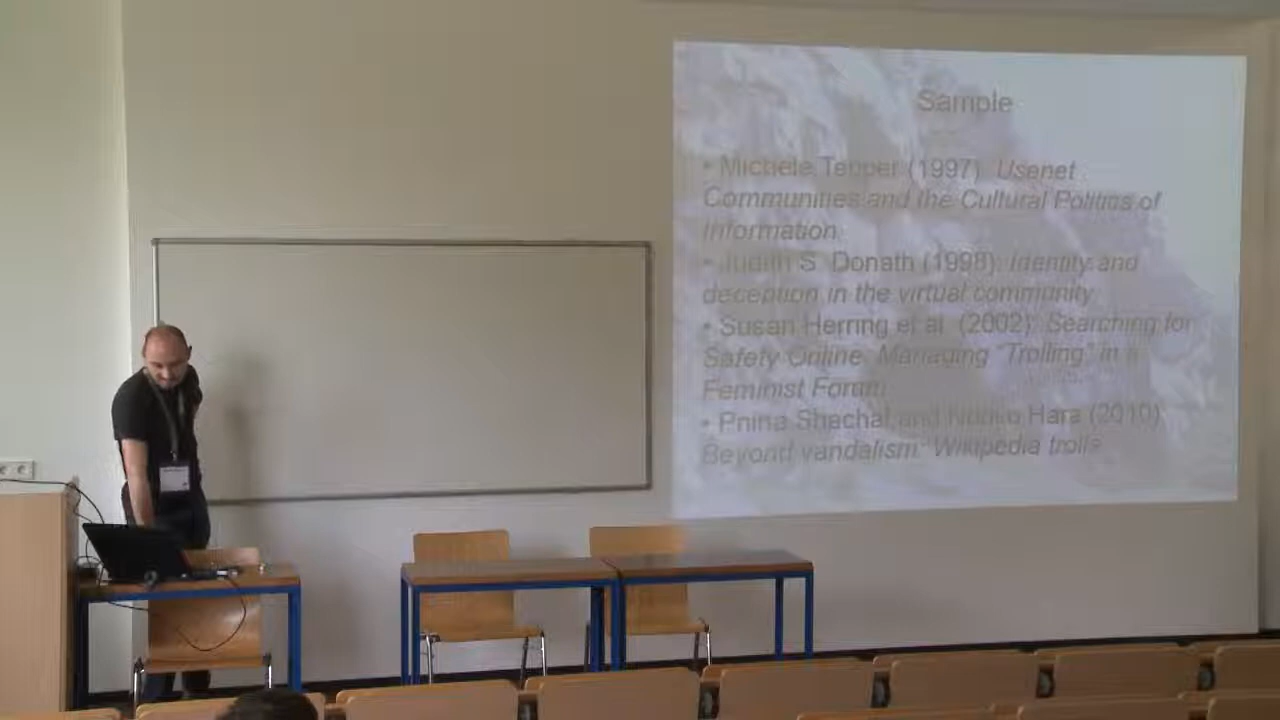 Sample
• Michele Tepper (1997). Usenet
Communities and the Cultural Politics of
Information
• Judith S. Donath (1998). Identity and
deception in the virtual community
• Susan Herring et al. (2002). Searching for
Safety Online: Managing "Trolling" in a
Feminist Forum
• Pnina Shachaf and Noriko Hara (2010).
Beyond vandalism: Wikipedia trolls